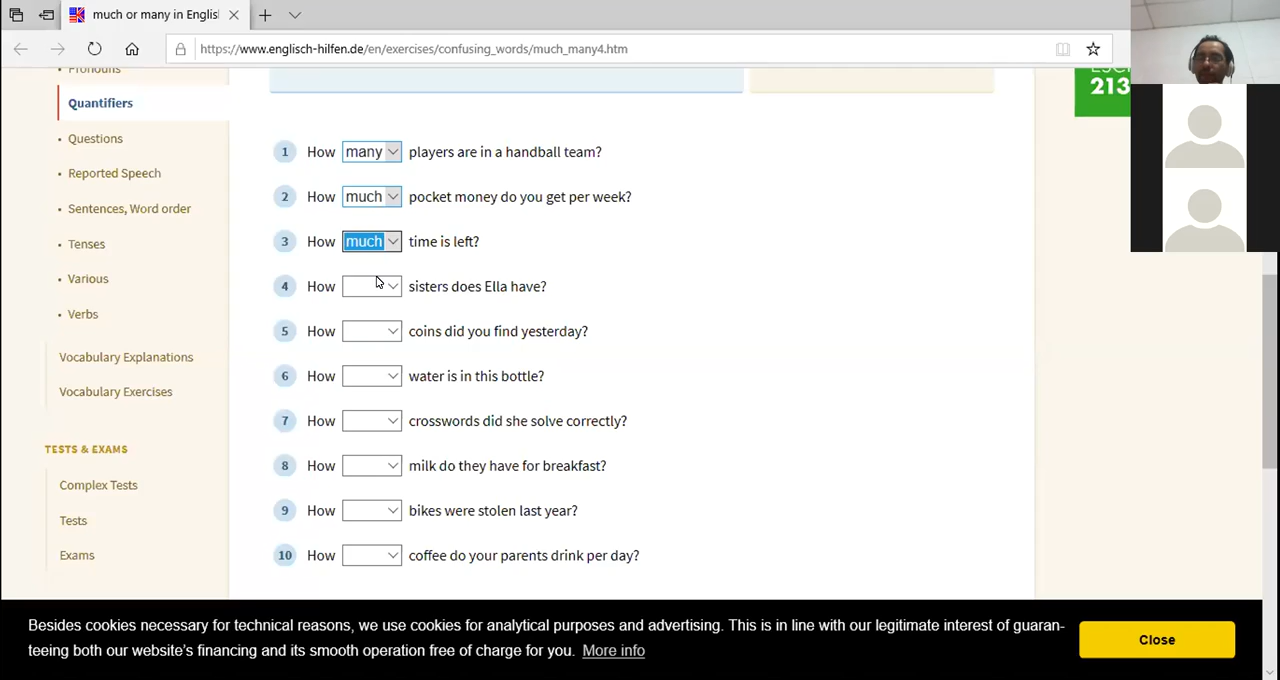 much or many in Englis
https://www.englisch-hilfen.de/en/exercises/confusing_words/much_many4.htm
Pronouns
Quantifiers
Questions
Reported Speech
Sentences, Word order
Tenses
Various
Verbs
Vocabulary Explanations
Vocabulary Exercises
TESTS & EXAMS
Complex Tests
Tests
Exams
213
1 How many players are in a handball team?
2 How much pocket money do you get per week?
3 How much time is left?
4 How sisters does Ella have?
5 How coins did you find yesterday?
6 How water is in this bottle?
7 How crosswords did she solve correctly?
8 How milk do they have for breakfast?
9 How bikes were stolen last year?
10 How coffee do your parents drink per day?
Besides cookies necessary for technical reasons, we use cookies for analytical purposes and advertising. This is in line with our legitimate interest of guaran-
teeing both our website's financing and its smooth operation free of charge for you. More info
Close